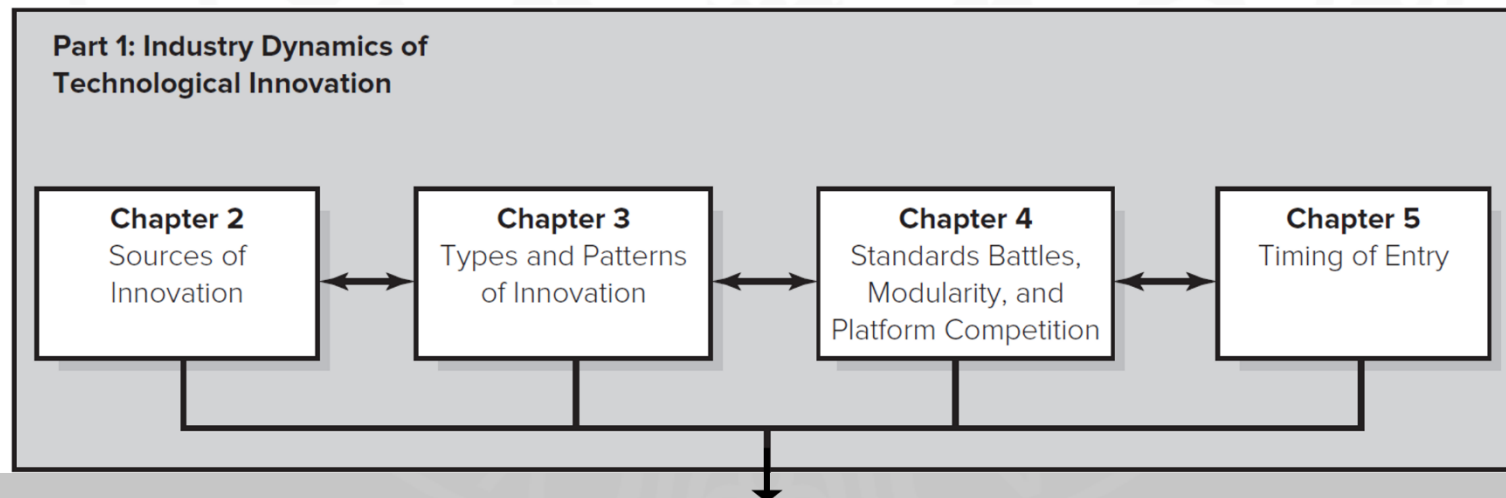 Part 1: Industry Dynamics of
Technological Innovation
Chapter 2
Sources of
Innovation
Chapter 3
Types and Patterns
of Innovation
Chapter 4
Standards Battles,
Modularity, and
Platform Competition
Chapter 5
Timing of Entry